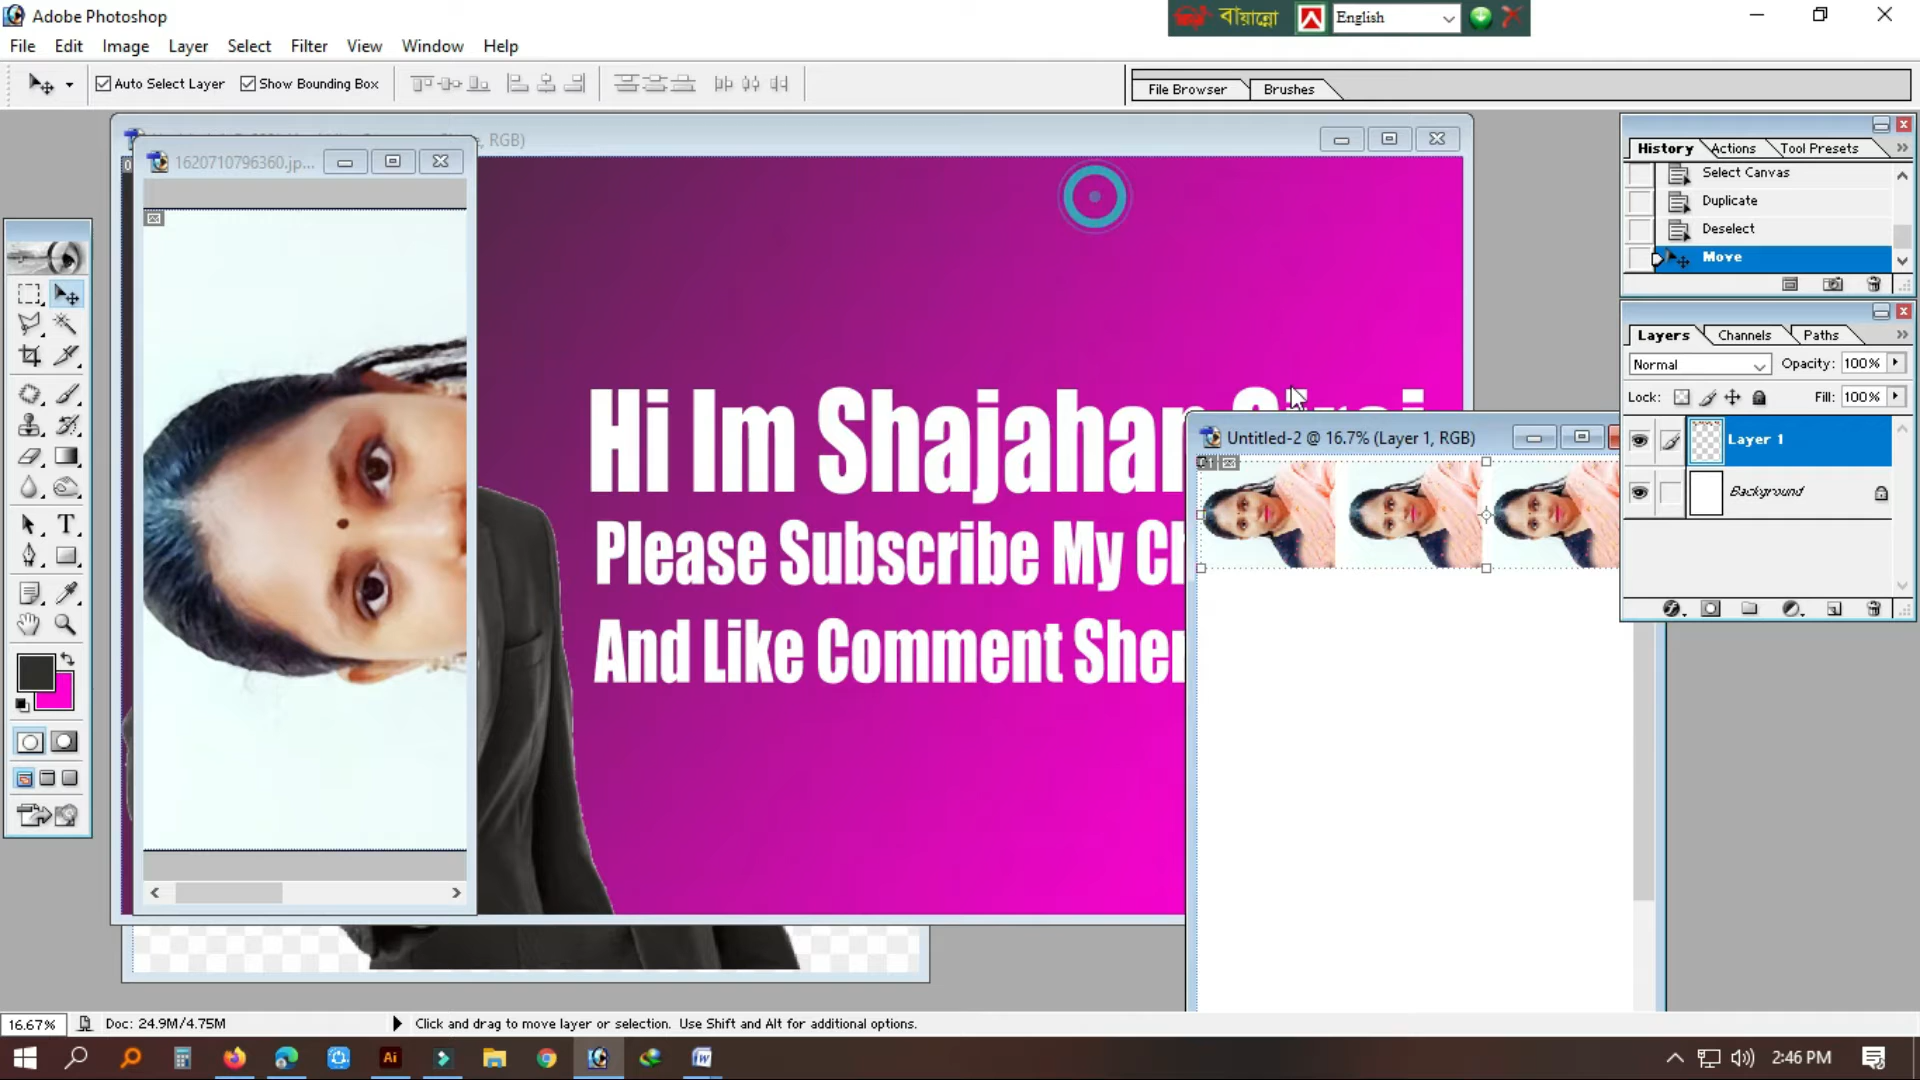 Adobe Photoshop
বায়ান্নো
English
File Edit Image Layer Select Filter View Window Help
Auto Select Layer Show Bounding Box
File Browser Brushes
RGB)
1620710796360.jp...
History Actions Tool Presets
Select Canvas
Duplicate
Deselect
Move
Layers Channels Paths
Normal Opacity: 100%
Lock: Fill: 100%
Layer 1
Background
Hi Im Shajahan
Please Subscribe My Ch
And Like Comment Sher
Untitled-2 @ 16.7% (Layer 1, RGB)
16.67% Doc: 24.9M/4.75M Click and drag to move layer or selection. Use Shift and Alt for additional options.
Ai
2:46 PM